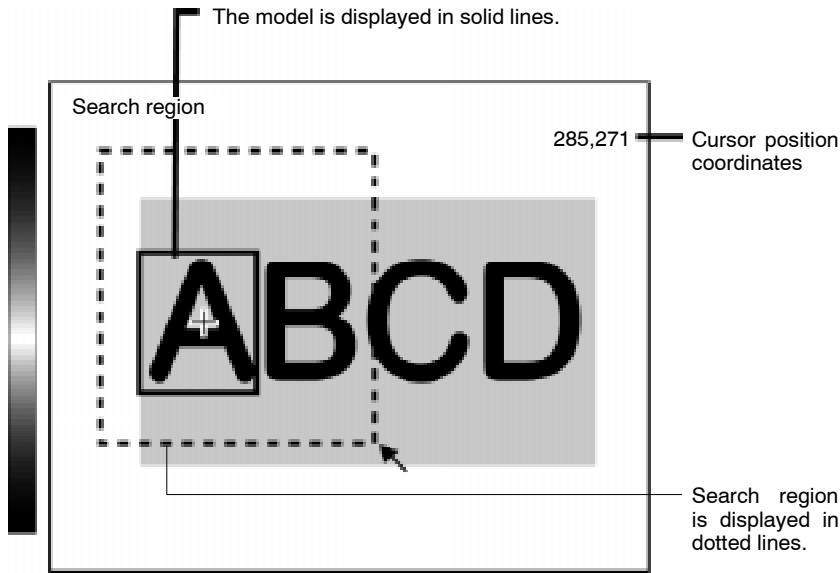 The model is displayed in solid lines.
Search region
285,271
Cursor position
coordinates
ABCD
Search region
is displayed in
dotted lines.